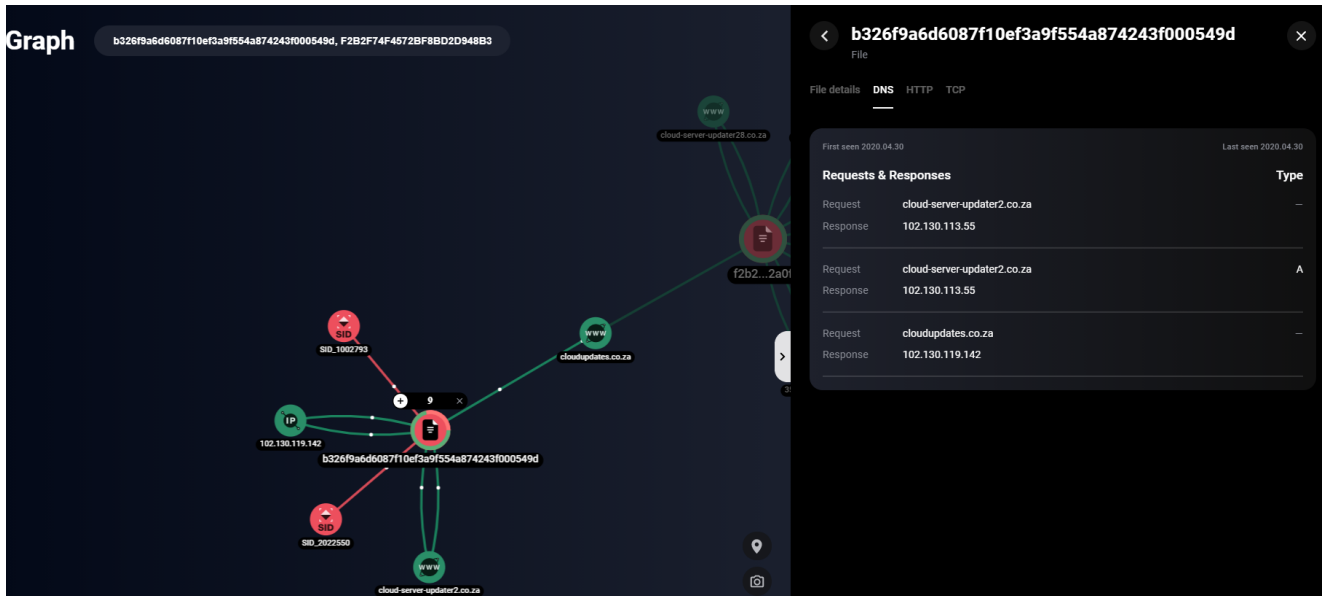 Graph
b326f9a6d6087f10ef3a9f554a874243f000549d, F2B2F74F4572BF8BD2D948B3
www
cloud-server-updater28.co.za
f2b2...2a0f
SID
SID_1002793
www
cloudupdates.co.za
9
IP
102.130.119.142
b326f9a6d6087f10ef3a9f554a874243f000549d
SID
SID_2022550
www
cloud-server-updater2.co.za
b326f9a6d6087f10ef3a9f554a874243f000549d
File
File details DNS HTTP TCP
First seen 2020.04.30 Last seen 2020.04.30
Requests & Responses Type
Request cloud-server-updater2.co.za –
Response 102.130.113.55
Request cloud-server-updater2.co.za A
Response 102.130.113.55
Request cloudupdates.co.za –
Response 102.130.119.142